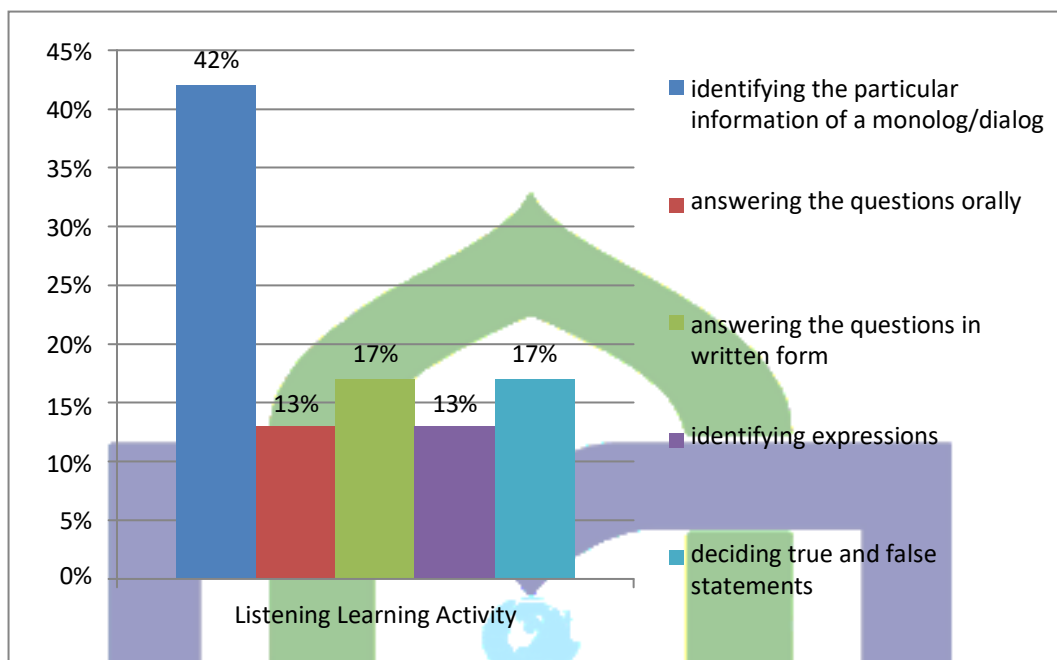 45%
42%
40%
35%
30%
25%
20%
17%
17%
15%
13%
13%
10%
5%
0%
Listening Learning Activity
identifying the particular
information of a monolog/dialog
answering the questions orally
answering the questions in
written form
identifying expressions
deciding true and false
statements